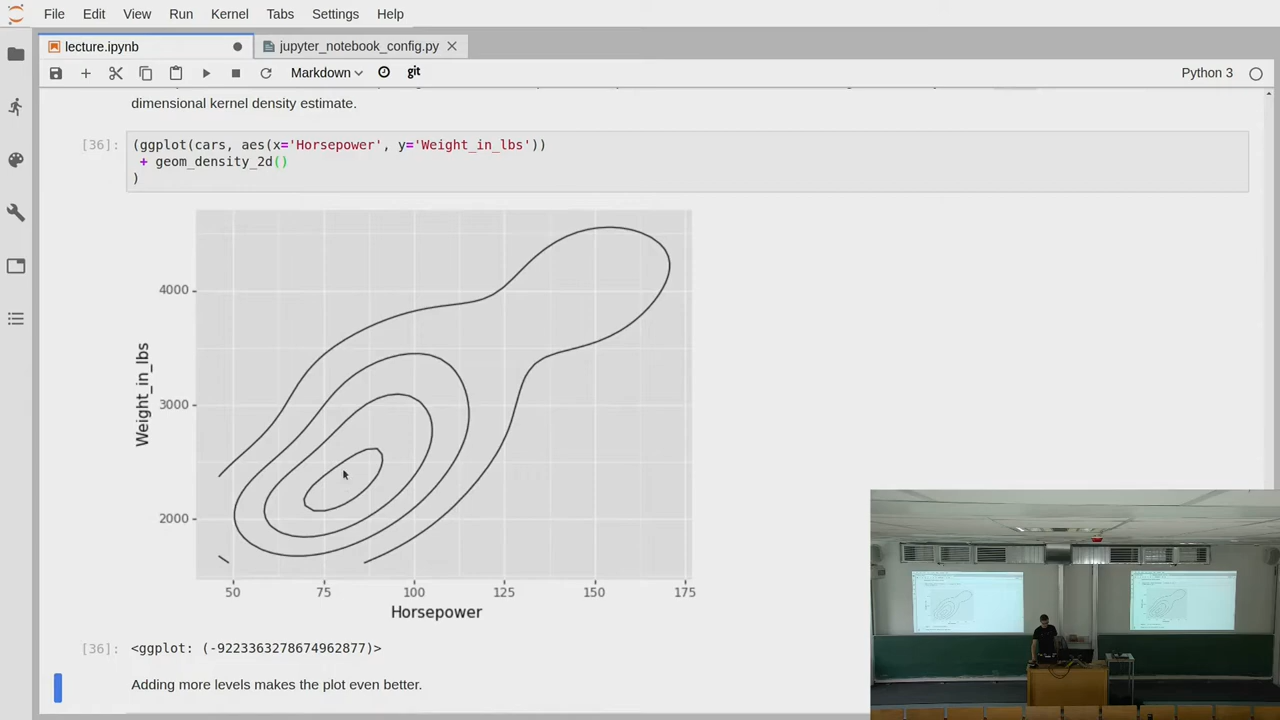 File Edit View Run Kernel Tabs Settings Help
lecture.ipynb jupyter_notebook_config.py
Markdown git Python 3
dimensional kernel density estimate.
[36]: (ggplot(cars, aes(x='Horsepower', y='Weight_in_lbs'))
+ geom_density_2d()
)
4000
3000
2000
Weight_in_lbs
50 75 100 125 150 175
Horsepower
[36]: <ggplot: (-9223363278674962877)>
Adding more levels makes the plot even better.